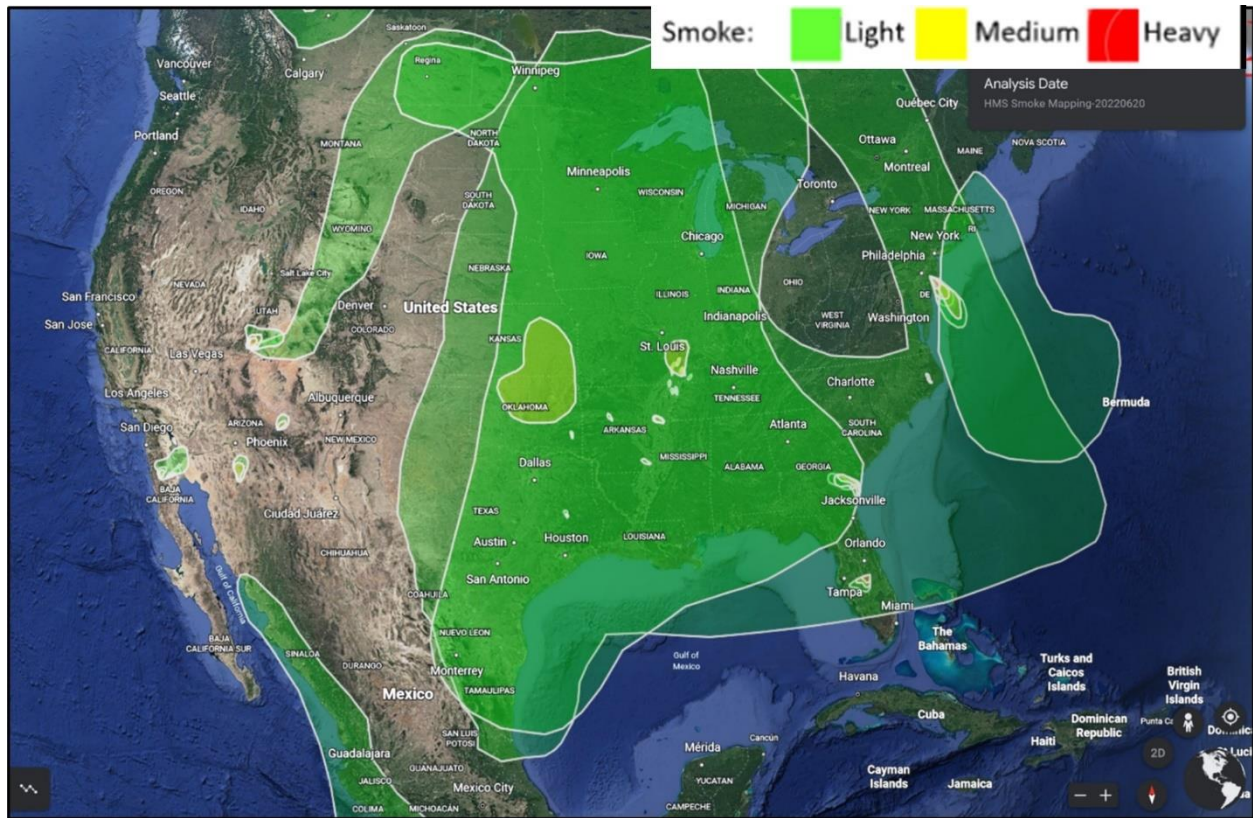 Smoke: Light Medium Heavy
Analysis Date
HMS Smoke Mapping-20220620
Saskatoon
Vancouver
Calgary
Regina
Winnipeg
Seattle
Québec City
Portland
MONTANA
NORTH
DAKOTA
Ottawa
Montreal
MAINE
NOVA SCOTIA
Minneapolis
OREGON
IDAHO
SOUTH
DAKOTA
WISCONSIN
MICHIGAN
Toronto
NEW YORK
MASSACHUSETTS
RI
WYOMING
Chicago
New York
Philadelphia
IOWA
NEBRASKA
Salt Lake City
NEVADA
San Francisco
UTAH
Denver
United States
ILLINOIS
INDIANA
OHIO
DE
San Jose
COLORADO
Indianapolis
WEST
VIRGINIA
Washington
CALIFORNIA
Las Vegas
KANSAS
St. Louis
Nashville
Charlotte
Los Angeles
Albuquerque
OKLAHOMA
TENNESSEE
Bermuda
San Diego
ARIZONA
Phoenix
NEW MEXICO
ARKANSAS
Atlanta
SOUTH
CAROLINA
Dallas
MISSISSIPPI
ALABAMA
GEORGIA
BAJA
CALIFORNIA
Ciudad Juárez
TEXAS
Jacksonville
CHIHUAHUA
Austin
Houston
LOUISIANA
Orlando
San Antonio
Gulf of California
COAHUILA
Tampa
Miami
BAJA
CALIFORNIA SUR
SINALOA
NUEVO LEON
The
Bahamas
DURANGO
Monterrey
Gulf of
Mexico
Turks and
Caicos
Islands
British
Virgin
Islands
Mexico
TAMAULIPAS
Havana
SAN LUIS
POTOSI
Cuba
Dominican
Republic
Punta Ca
Haiti
Guadalajara
GUANAJUATO
Mérida
Cancún
2D
JALISCO
Mexico City
YUCATAN
Cayman
Islands
Jamaica
COLIMA
MICHOACÁN
CAMPECHE